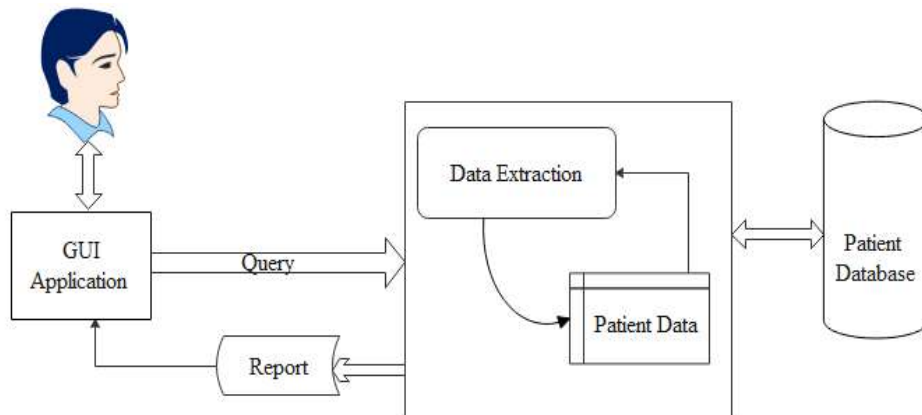 Data Extraction
GUI
Application
Query
Patient
Database
Patient Data
Report